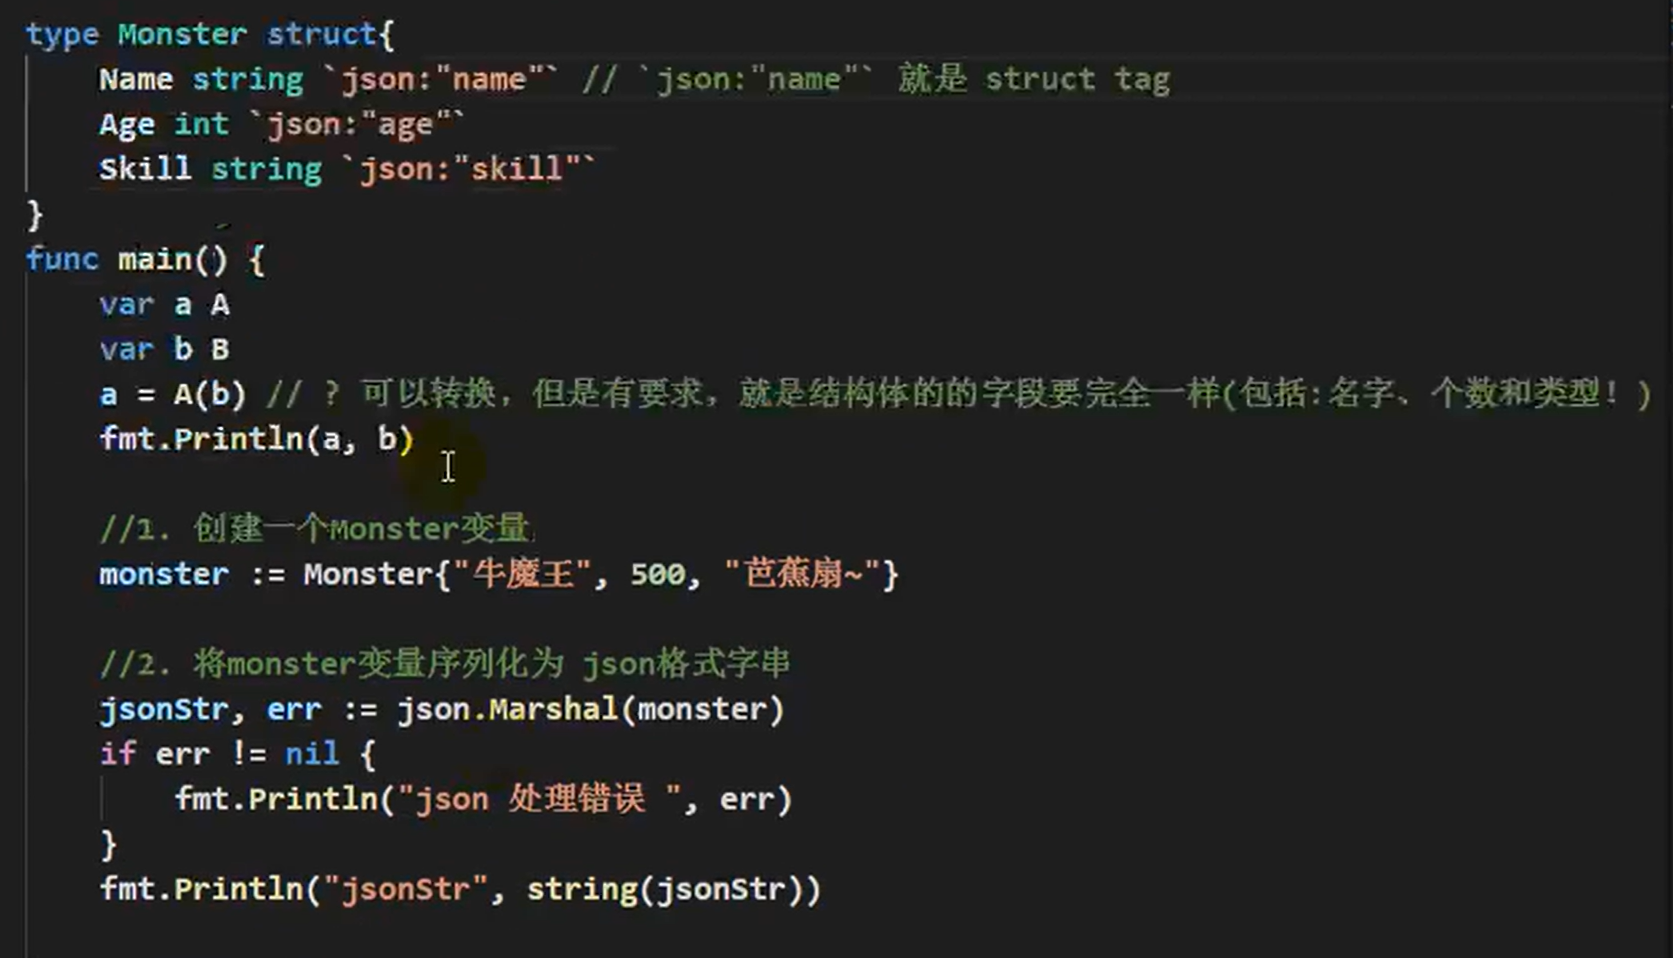 type Monster struct{
    Name string `json:"name"` // `json:"name"` 就是 struct tag
    Age int `json:"age"`
    Skill string `json:"skill"`
}
func main() {
    var a A
    var b B
    a = A(b) // ? 可以转换，但是有要求，就是结构体的的字段要完全一样(包括:名字、个数和类型！)
    fmt.Println(a, b)
    //1. 创建一个Monster变量
    monster := Monster{"牛魔王", 500, "芭蕉扇~"}
    //2. 将monster变量序列化为 json格式字串
    jsonStr, err := json.Marshal(monster)
    if err != nil {
        fmt.Println("json 处理错误 ", err)
    }
    fmt.Println("jsonStr", string(jsonStr))